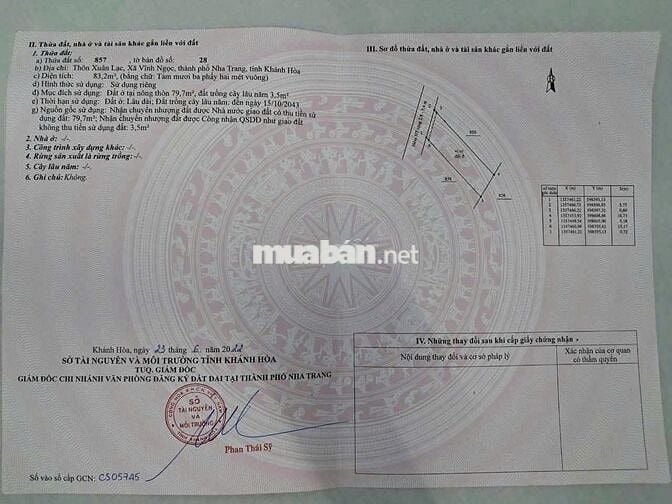 II. Thửa đất, nhà ở và tài sản khác gắn liền với đất
1. Thửa đất:
a) Thửa đất số: 857 , tờ bản đồ số: 28
b) Địa chỉ: Thôn Xuân Lạc, Xã Vĩnh Ngọc, thành phố Nha Trang, tỉnh Khánh Hòa
c) Diện tích: 83,2m² (bằng chữ: Tám mươi ba phẩy hai mét vuông)
d) Hình thức sử dụng: Sử dụng riêng
đ) Mục đích sử dụng: Đất ở tại nông thôn 79,7m²; Đất trồng cây lâu năm 3,5m²
e) Thời hạn sử dụng: Đất ở: Lâu dài; Đất trồng cây lâu năm: đến ngày 15/10/2043
g) Nguồn gốc sử dụng: Nhận chuyển nhượng đất được Nhà nước giao đất có thu tiền sử
dụng đất: 79,7m²; Nhận chuyển nhượng đất được Công nhận QSDĐ như giao đất
không thu tiền sử dụng đất: 3,5m²
2. Nhà ở: -/-
3. Công trình xây dựng khác: -/-
4. Rừng sản xuất là rừng trồng: -/-
5. Cây lâu năm: -/-
6. Ghi chú: Không.
Khánh Hòa, ngày 23 tháng 6 năm 2022
SỞ TÀI NGUYÊN VÀ MÔI TRƯỜNG TỈNH KHÁNH HÒA
TUQ. GIÁM ĐỐC
GIÁM ĐỐC CHI NHÁNH VĂN PHÒNG ĐĂNG KÝ ĐẤT ĐAI TẠI THÀNH PHỐ NHA TRANG
SỞ
TÀI NGUYÊN
VÀ
MÔI TRƯỜNG
Phan Thái Sỹ
Số vào sổ cấp GCN: CS05745
muabán.net
III. Sơ đồ thửa đất, nhà ở và tài sản khác gắn liền với đất
X (m) Y (m)
IV. Những thay đổi sau khi cấp giấy chứng nhận
Nội dung thay đổi và cơ sở pháp lý
Xác nhận của cơ quan
có thẩm quyền